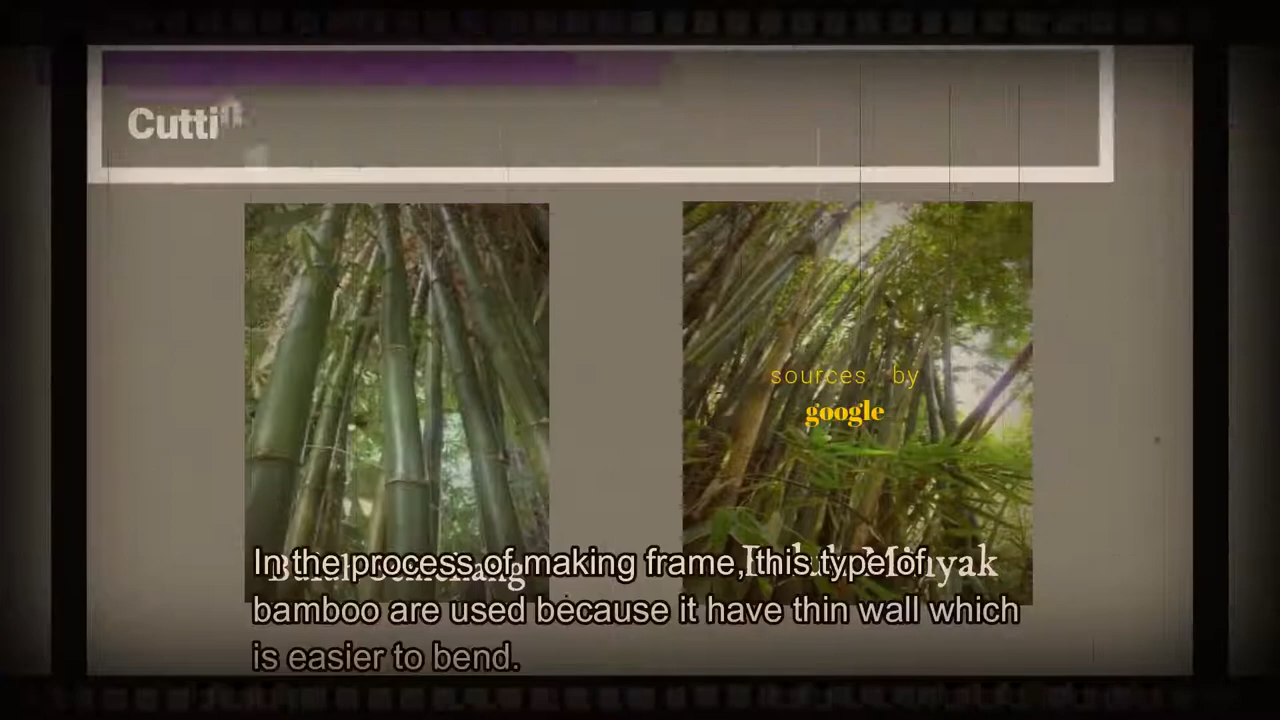 Cutti
sources by
google
In the process of making frame, this type of
bamboo are used because it have thin wall which
is easier to bend.